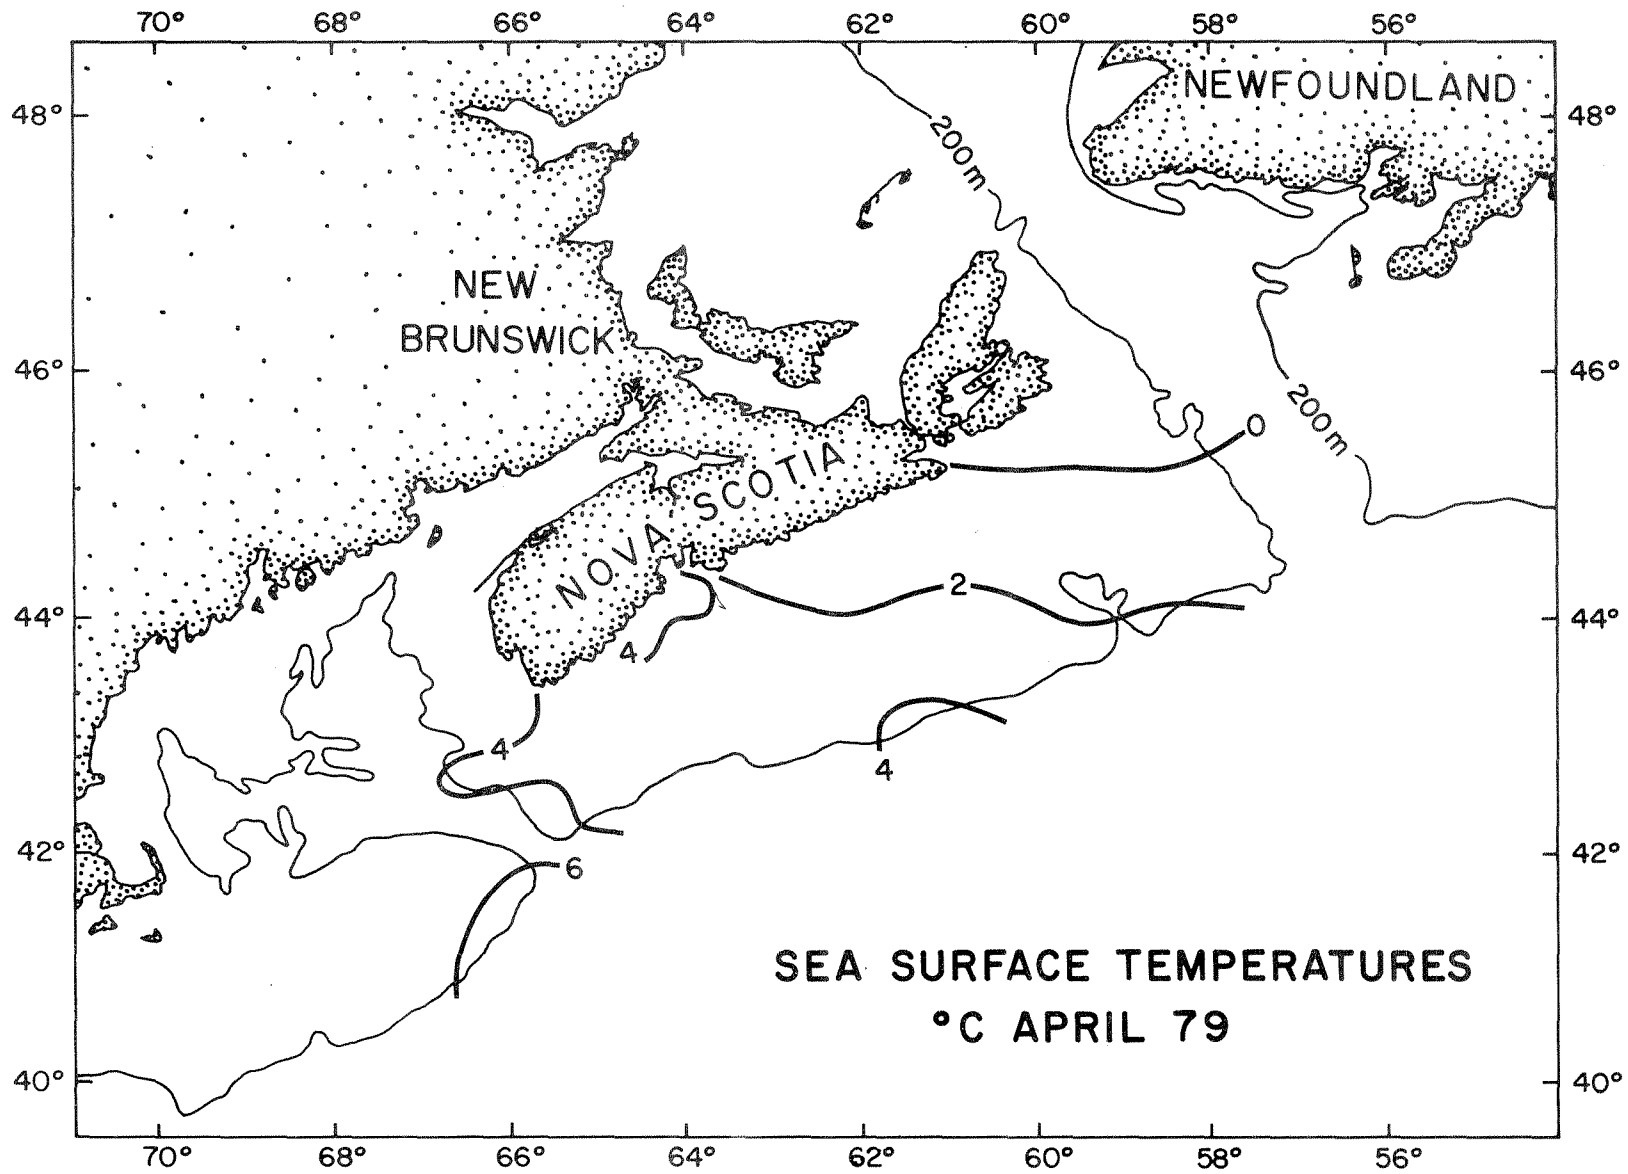 70° 68° 66° 64° 62° 60° 58° 56°
48° 48°
NEWFOUNDLAND
200m
NEW
BRUNSWICK
46° 46°
200m
0
NOVA SCOTIA
2
44° 44°
4
4
4
42° 42°
6
SEA SURFACE TEMPERATURES
°C APRIL 79
40° 40°
70° 68° 66° 64° 62° 60° 58° 56°